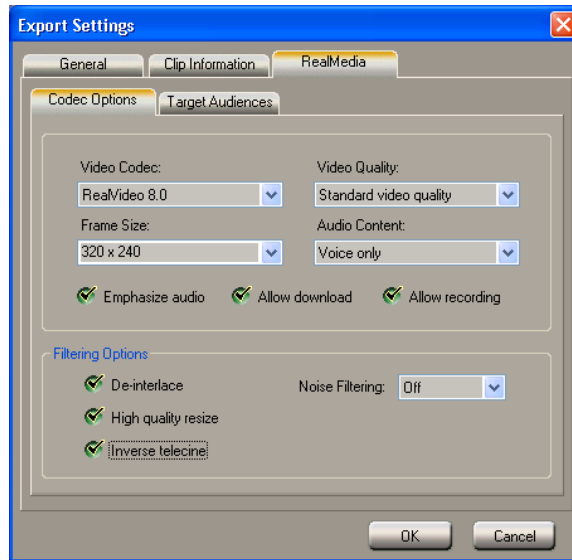 Export Settings
General Clip Information RealMedia
Codec Options Target Audiences
Video Codec: Video Quality:
RealVideo 8.0 Standard video quality
Frame Size: Audio Content:
320 x 240 Voice only
Emphasize audio Allow download Allow recording
Filtering Options
De-interlace Noise Filtering: Off
High quality resize
Inverse telecine
OK Cancel